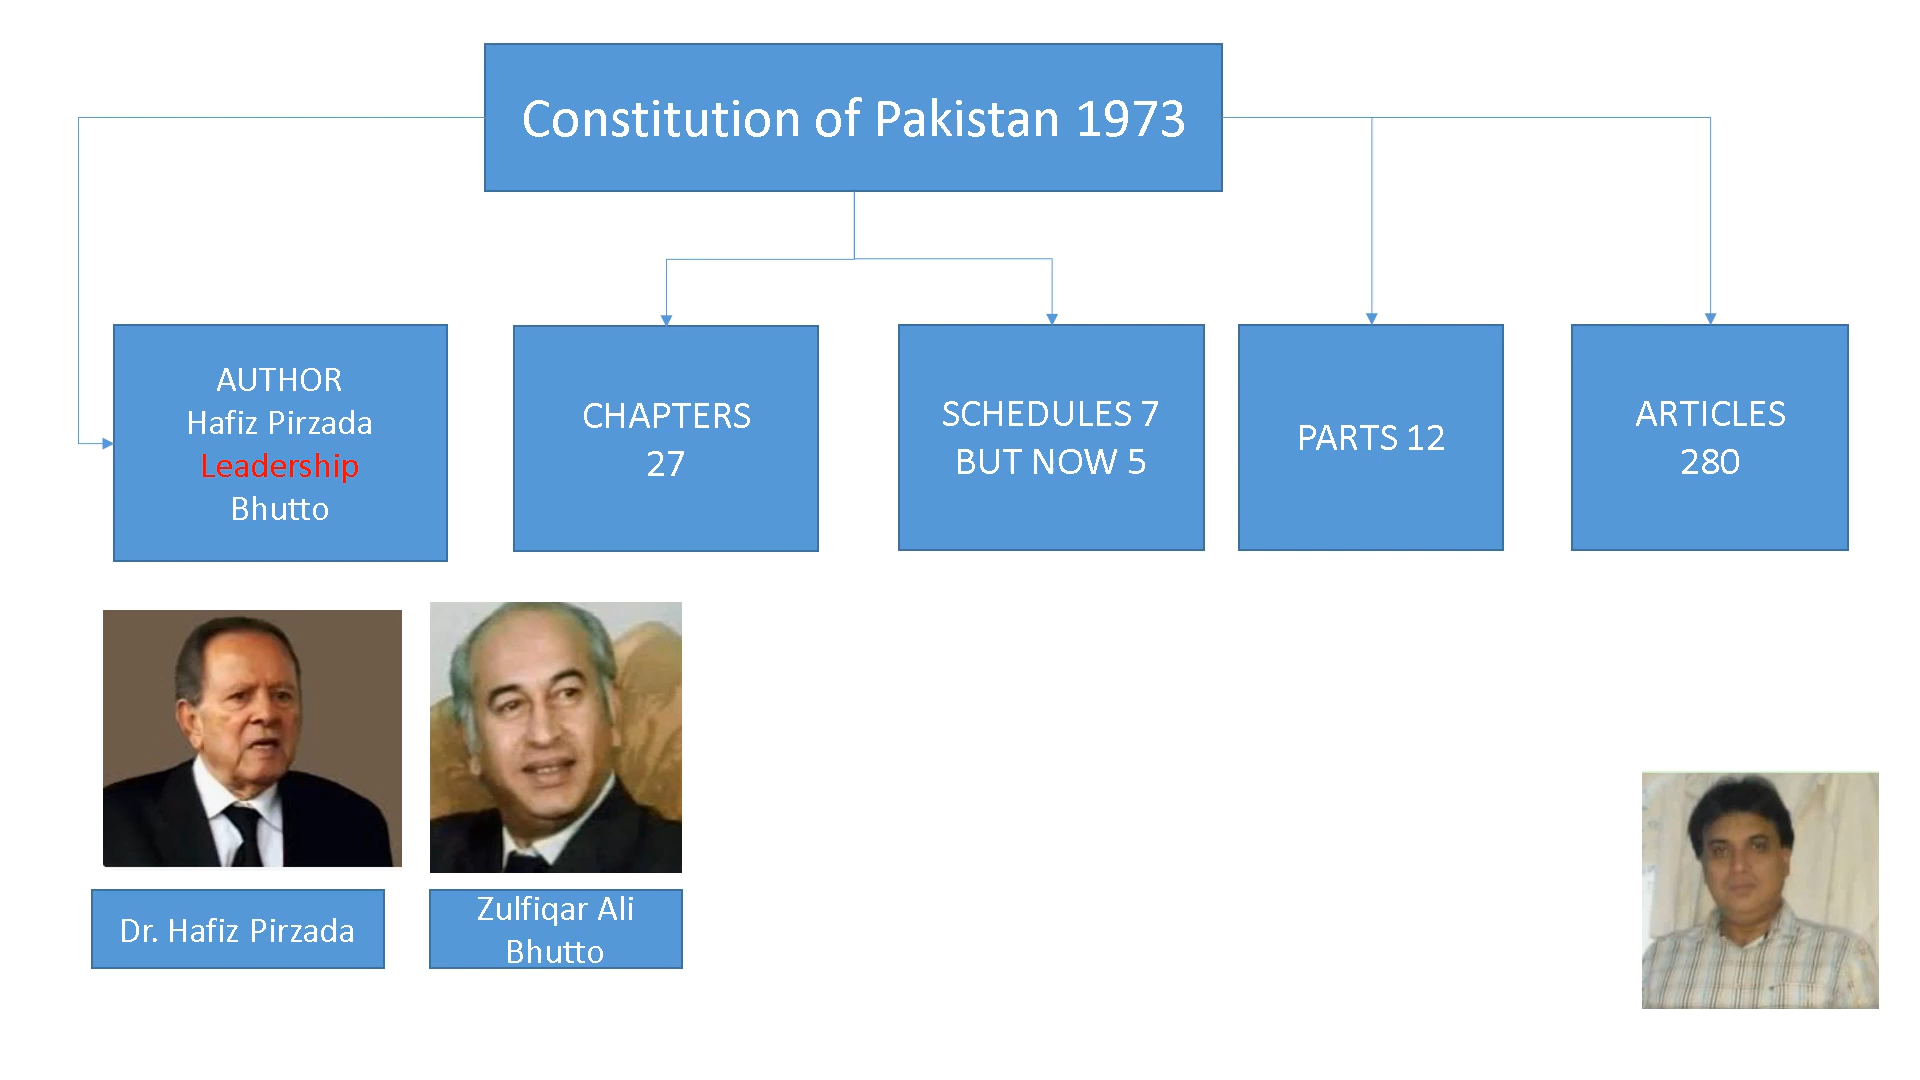 Constitution of Pakistan 1973
AUTHOR
Hafiz Pirzada
Leadership
Bhutto
CHAPTERS
27
SCHEDULES 7
BUT NOW 5
PARTS 12
ARTICLES
280
Dr. Hafiz Pirzada
Zulfiqar Ali
Bhutto